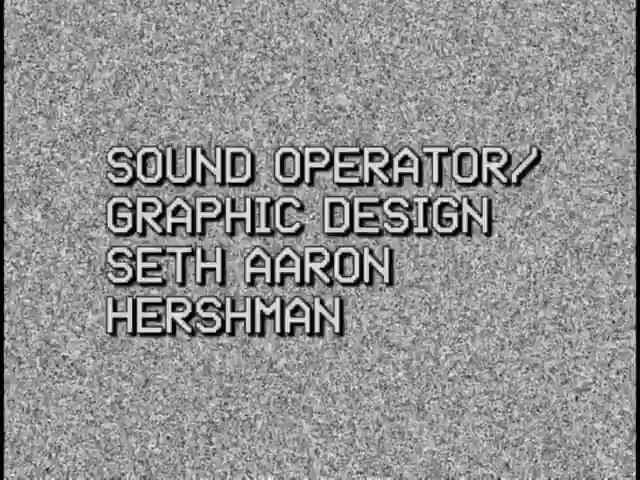 SOUND OPERATOR/
GRAPHIC DESIGN
SETH AARON
HERSHMAN